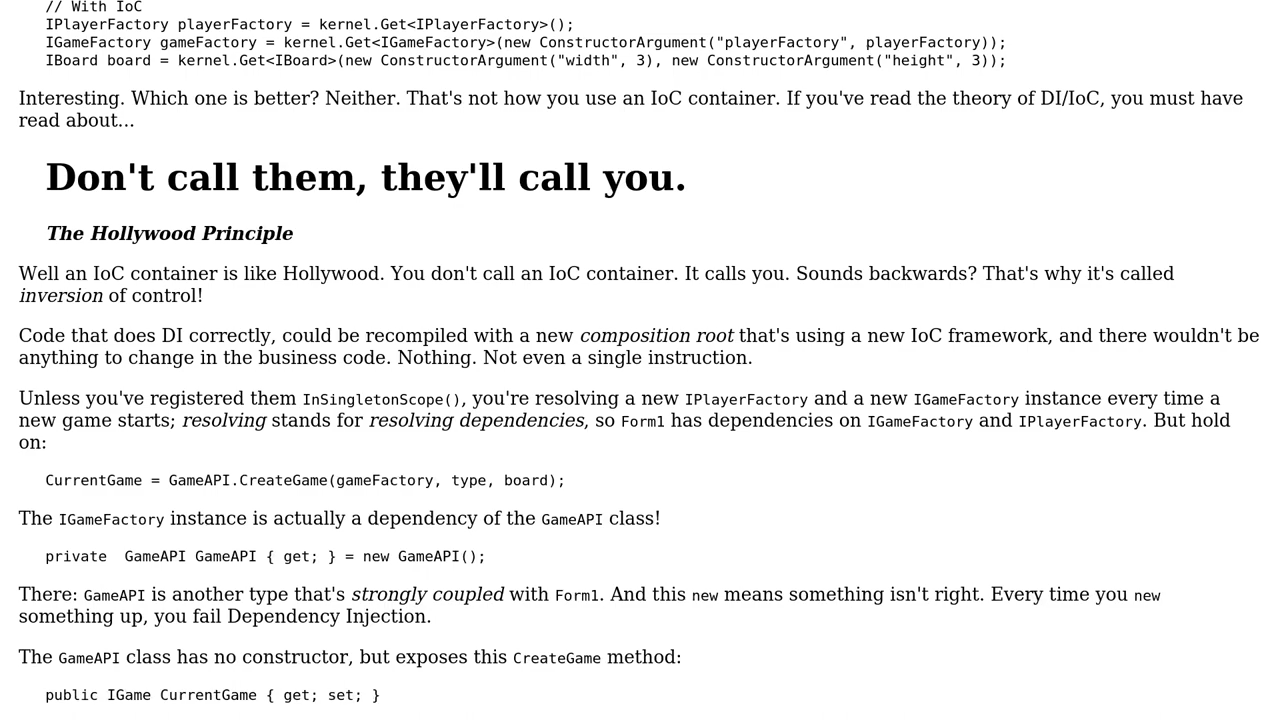 // With IoC
IPlayerFactory playerFactory = kernel.Get<IPlayerFactory>();
IGameFactory gameFactory = kernel.Get<IGameFactory>(new ConstructorArgument("playerFactory", playerFactory));
IBoard board = kernel.Get<IBoard>(new ConstructorArgument("width", 3), new ConstructorArgument("height", 3));
Interesting. Which one is better? Neither. That's not how you use an IoC container. If you've read the theory of DI/IoC, you must have
read about...
Don't call them, they'll call you.
The Hollywood Principle
Well an IoC container is like Hollywood. You don't call an IoC container. It calls you. Sounds backwards? That's why it's called
inversion of control!
Code that does DI correctly, could be recompiled with a new composition root that's using a new IoC framework, and there wouldn't be
anything to change in the business code. Nothing. Not even a single instruction.
Unless you've registered them InSingletonScope(), you're resolving a new IPlayerFactory and a new IGameFactory instance every time a
new game starts; resolving stands for resolving dependencies, so Form1 has dependencies on IGameFactory and IPlayerFactory. But hold
on:
CurrentGame = GameAPI.CreateGame(gameFactory, type, board);
The IGameFactory instance is actually a dependency of the GameAPI class!
private  GameAPI GameAPI { get; } = new GameAPI();
There: GameAPI is another type that's strongly coupled with Form1. And this new means something isn't right. Every time you new
something up, you fail Dependency Injection.
The GameAPI class has no constructor, but exposes this CreateGame method:
public IGame CurrentGame { get; set; }